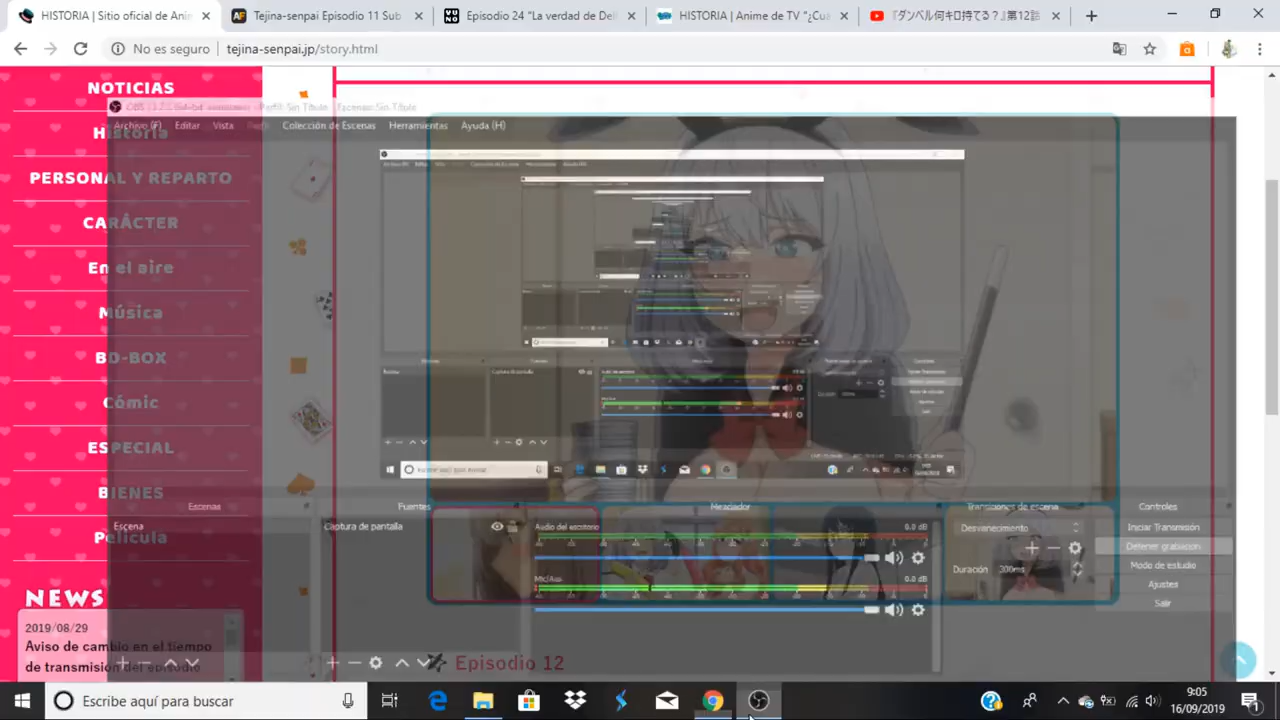 HISTORIA | Sitio oficial de Anim
Tejina-senpai Episodio 11 Su
Episodio 24 "La verdad de Del
HISTORIA | Anime de TV "¿Cuá
『ダンベル何キロ持てる？』第12話
No es seguro
tejina-senpai.jp/story.html
NOTICIAS
Historia
PERSONAL Y REPARTO
CARÁCTER
En el aire
Música
BD-BOX
Cómic
ESPECIAL
BIENES
Película
NEWS
2019/08/29
Aviso de cambio en el tiempo
de transmisión del episodio
Archivo (F) Editar Vista Perfil Colección de Escenas Herramientas Ayuda (H)
Escenas
Escena
Fuentes
Captura de pantalla
Mezclador
Audio del escritorio
0.0 dB
Mic/Aux
0.0 dB
Transiciones de escena
Desvanecimiento
Duración 300ms
Controles
Iniciar Transmisión
Detener grabación
Modo de estudio
Ajustes
Salir
Episodio 12
Escribe aquí para buscar
9:05
16/09/2019